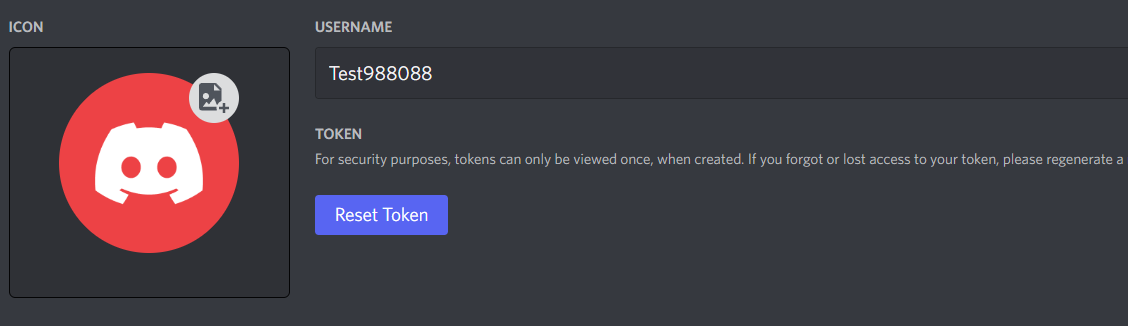 ICON
USERNAME
Test988088
TOKEN
For security purposes, tokens can only be viewed once, when created. If you forgot or lost access to your token, please regenerate a
Reset Token